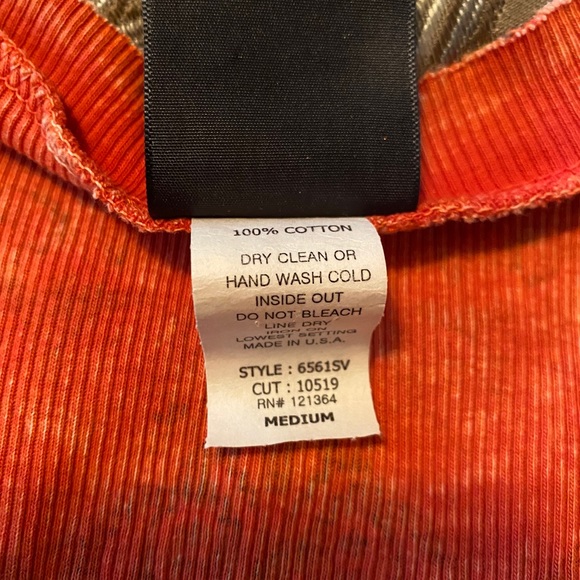 100% COTTON
DRY CLEAN OR
HAND WASH COLD
INSIDE OUT
DO NOT BLEACH
LINE DRY
IRON ON
LOWEST SETTING
MADE IN U.S.A.
STYLE : 6561SV
CUT : 10519
RN# 121364
MEDIUM